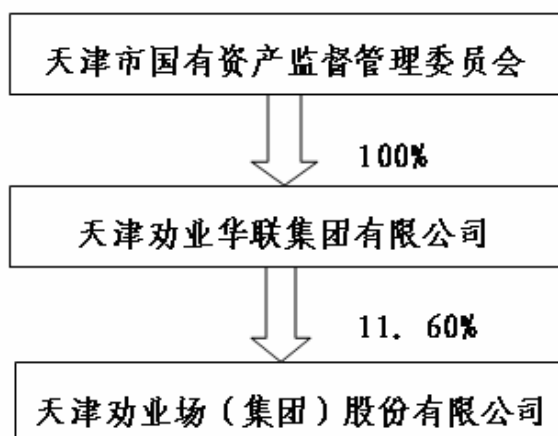 天津市国有资产监督管理委员会
100%
天津劝业华联集团有限公司
11. 60%
天津劝业场（集团）股份有限公司